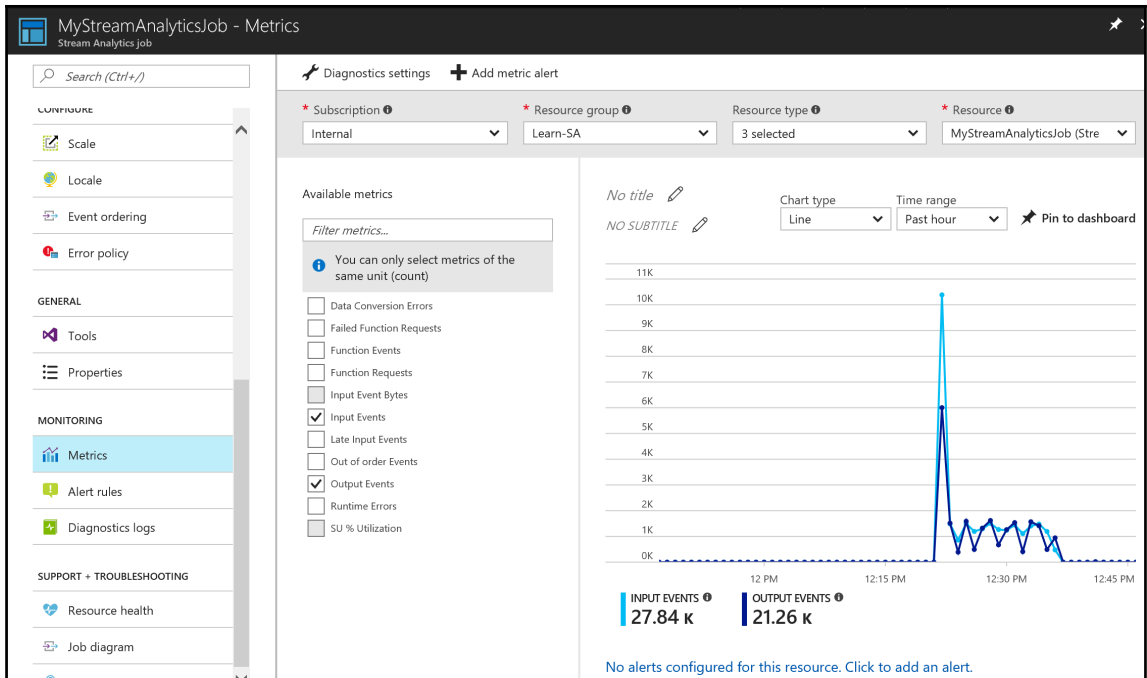 MyStreamAnalyticsJob - Metrics
Stream Analytics job
Search (Ctrl+/)
CONFIGURE
Scale
Locale
Event ordering
Error policy
GENERAL
Tools
Properties
MONITORING
Metrics
Alert rules
Diagnostics logs
SUPPORT + TROUBLESHOOTING
Resource health
Job diagram
Diagnostics settings Add metric alert
* Subscription * Resource group Resource type * Resource
Internal Learn-SA 3 selected MyStreamAnalyticsJob (Stre
Available metrics
Filter metrics...
You can only select metrics of the
same unit (count)
Data Conversion Errors
Failed Function Requests
Function Events
Function Requests
Input Event Bytes
Input Events
Late Input Events
Out of order Events
Output Events
Runtime Errors
SU % Utilization
No title
NO SUBTITLE
Chart type Time range
Line Past hour Pin to dashboard
11K
10K
9K
8K
7K
6K
5K
4K
3K
2K
1K
0K
12 PM 12:15 PM 12:30 PM 12:45 PM
INPUT EVENTS OUTPUT EVENTS
27.84 K 21.26 K
No alerts configured for this resource. Click to add an alert.